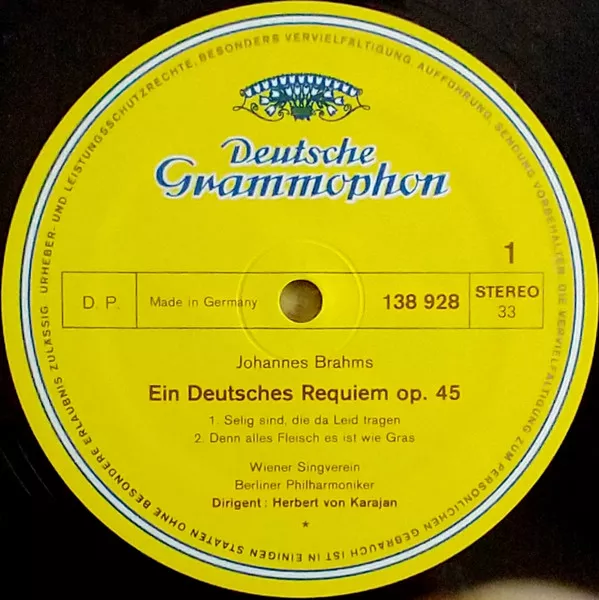 URHEBER- UND LEISTUNGSSCHUTZRECHTE, BESONDERS VERVIELFÄLTIGUNG, AUFFÜHRUNG, SENDUNG VORBEHALTEN. DIE VERVIELFÄLTIGUNG ZUM PERSÖNLICHEN GEBRAUCH IST IN EINIGEN STAATEN OHNE BESONDERE ERLAUBNIS ZULÄSSIG.
Deutsche
Grammophon
1
D. P.
Made in Germany
138 928
STEREO
33
Johannes Brahms
Ein Deutsches Requiem op. 45
1. Selig sind, die da Leid tragen
2. Denn alles Fleisch es ist wie Gras
Wiener Singverein
Berliner Philharmoniker
Dirigent: Herbert von Karajan
*